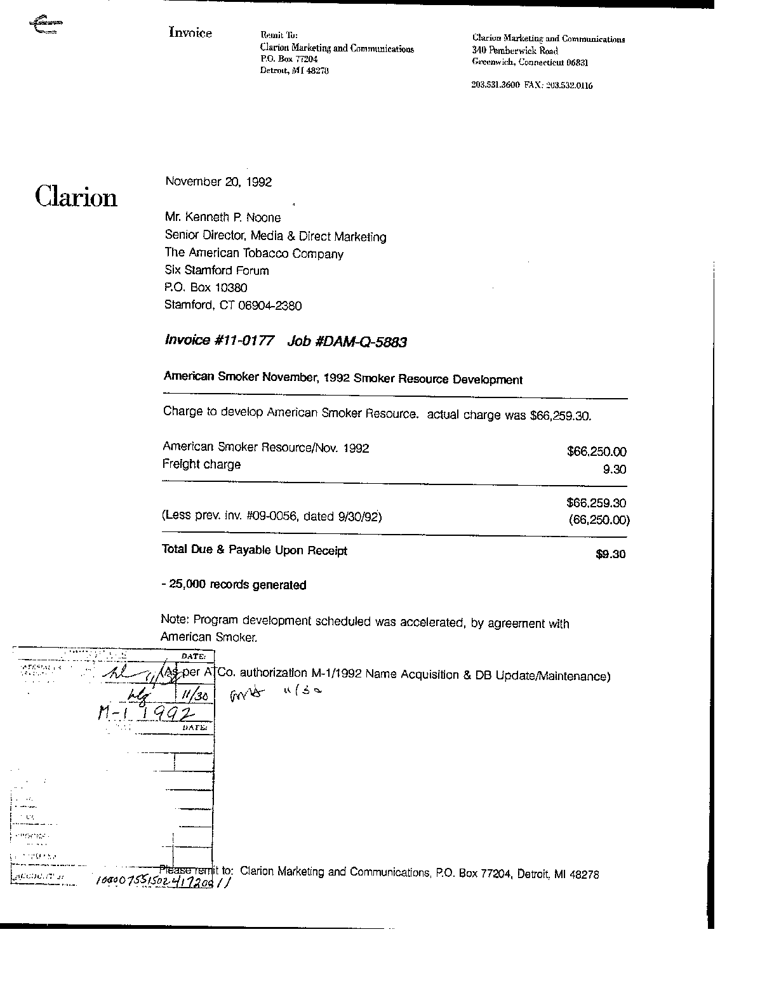 Invoice
Remit To:
Clarion Marketing and Communications
P.O. Box 77204
Detroit, MI 48278
Clarion Marketing and Communications
340 Pemberwick Road
Greenwich, Connecticut 06831
203.531.3600 FAX: 203.532.0116
Clarion
November 20, 1992
Mr. Kenneth P. Noone
Senior Director, Media & Direct Marketing
The American Tobacco Company
Six Stamford Forum
P.O. Box 10380
Stamford, CT 06904-2380
Invoice #11-0177 Job #DAM-Q-5883
American Smoker November, 1992 Smoker Resource Development
Charge to develop American Smoker Resource. actual charge was $66,259.30.
American Smoker Resource/Nov. 1992 $66,250.00
Freight charge 9.30
$66,259.30
(Less prev. inv. #09-0056, dated 9/30/92) (66,250.00)
Total Due & Payable Upon Receipt $9.30
- 25,000 records generated
Note: Program development scheduled was accelerated, by agreement with
American Smoker.
DATE:
(As per ATCo. authorization M-1/1992 Name Acquisition & DB Update/Maintenance)
11/30 11/30
M-1 1992
DATE:
Please remit to: Clarion Marketing and Communications, P.O. Box 77204, Detroit, MI 48278